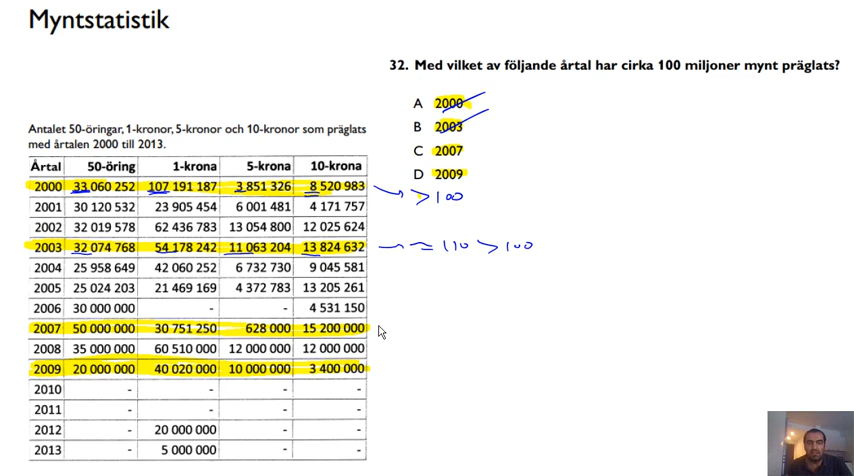 Myntstatistik
32. Med vilket av följande årtal har cirka 100 miljoner mynt präglats?
A 2000
B 2003
C 2007
D 2009
Antalet 50-öringar, 1-kronor, 5-kronor och 10-kronor som präglats
med årtalen 2000 till 2013.
Årtal 50-öring 1-krona 5-krona 10-krona
2000 33 060 252 107 191 187 3 851 326 8 520 983 → > 100
2001 30 120 532 23 905 454 6 001 481 4 171 757
2002 32 019 578 62 436 783 13 054 800 12 025 624
2003 32 074 768 54 178 242 11 063 204 13 824 632 → ≈ 110 > 100
2004 25 958 649 42 060 252 6 732 730 9 045 581
2005 25 024 203 21 469 169 4 372 783 13 205 261
2006 30 000 000 - - 4 531 150
2007 50 000 000 30 751 250 628 000 15 200 000
2008 35 000 000 60 510 000 12 000 000 12 000 000
2009 20 000 000 40 020 000 10 000 000 3 400 000
2010 - - - -
2011 - - - -
2012 - 20 000 000 - -
2013 - 5 000 000 - -